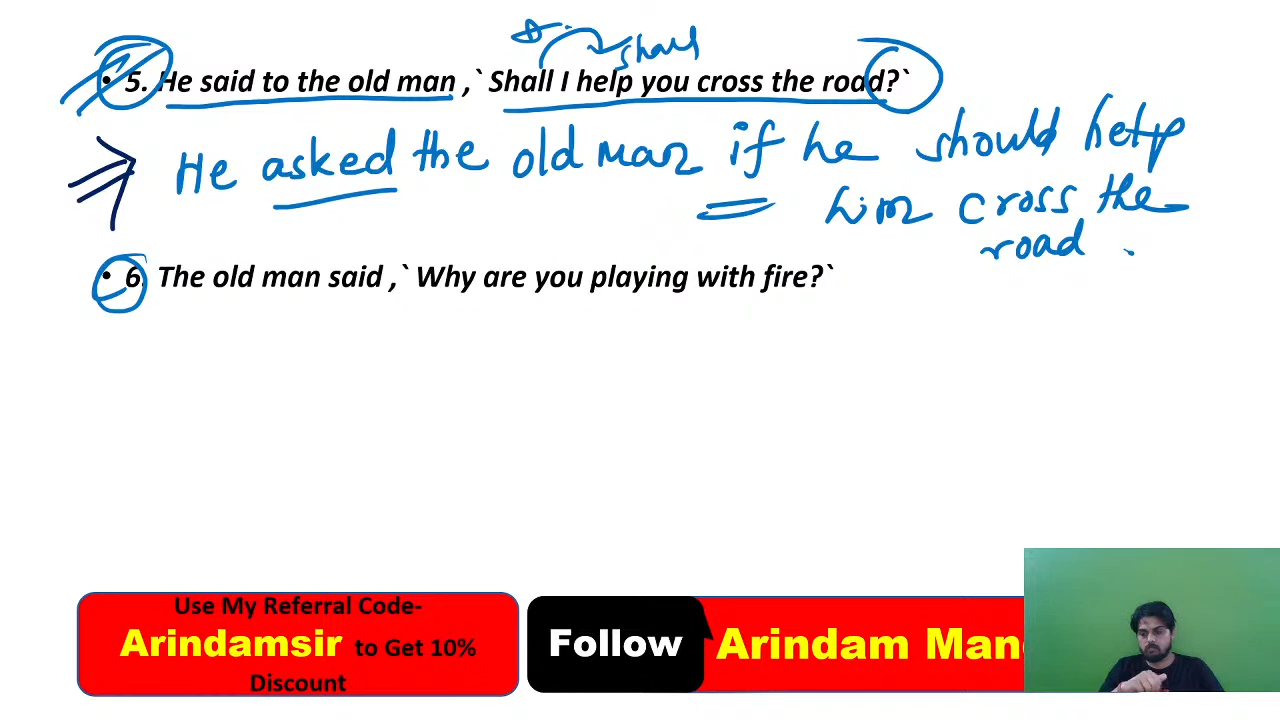 shall
• 5. He said to the old man ,` Shall I help you cross the road?`
He asked the old man if he should help
him cross the
road .
• 6. The old man said ,` Why are you playing with fire?`
Use My Referral Code-
Arindamsir to Get 10%
Discount
Follow
Arindam Man